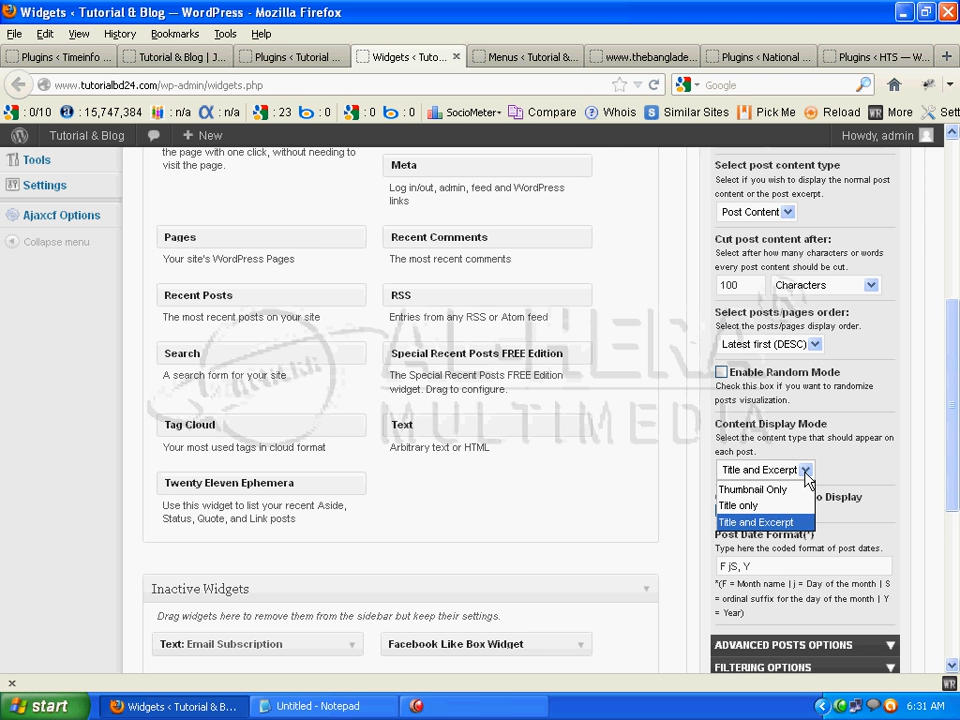 Widgets ‹ Tutorial & Blog — WordPress - Mozilla Firefox
File Edit View History Bookmarks Tools Help
Plugins ‹ Timeinfo ...
Tutorial & Blog | J...
Plugins ‹ Tutorial ...
Widgets ‹ Tuto...
Menus ‹ Tutorial &...
www.thebanglade...
Plugins ‹ National ...
Plugins ‹ HTS — W...
www.tutorialbd24.com/wp-admin/widgets.php
Google
: 0/10 : 15,747,384 : n/a : n/a : 23 : 0 : 0 : 0 SocioMeter Compare Whois Similar Sites Pick Me Reload More Sett
Tutorial & Blog
New
Howdy, admin
Tools
Settings
Ajaxcf Options
Collapse menu
the page with one click, without needing to
visit the page.
Meta
Log in/out, admin, feed and WordPress
links
Pages
Your site's WordPress Pages
Recent Comments
The most recent comments
Recent Posts
The most recent posts on your site
RSS
Entries from any RSS or Atom feed
Search
A search form for your site
Special Recent Posts FREE Edition
The Special Recent Posts FREE Edition
widget. Drag to configure.
Tag Cloud
Your most used tags in cloud format
Text
Arbitrary text or HTML
Twenty Eleven Ephemera
Use this widget to list your recent Aside,
Status, Quote, and Link posts
Inactive Widgets
Drag widgets here to remove them from the sidebar but keep their settings.
Text: Email Subscription
Facebook Like Box Widget
Select post content type
Select if you wish to display the normal post
content or the post excerpt.
Post Content
Cut post content after:
Select after how many characters or words
every post content should be cut.
100 Characters
Select posts/pages order:
Select the posts/pages display order.
Latest first (DESC)
Enable Random Mode
Check this box if you want to randomize
posts visualization.
Content Display Mode
Select the content type that should appear on
each post.
Title and Excerpt
Thumbnail Only
Title only
Title and Excerpt
Display
Post Date Format(*)
Type here the coded format of post dates.
F jS, Y
*(F = Month name | j = Day of the month | S
= ordinal suffix for the day of the month | Y
= Year)
ADVANCED POSTS OPTIONS
FILTERING OPTIONS
AL-HERA
MULTIMEDIA
start
Widgets ‹ Tutorial & B...
Untitled - Notepad
6:31 AM